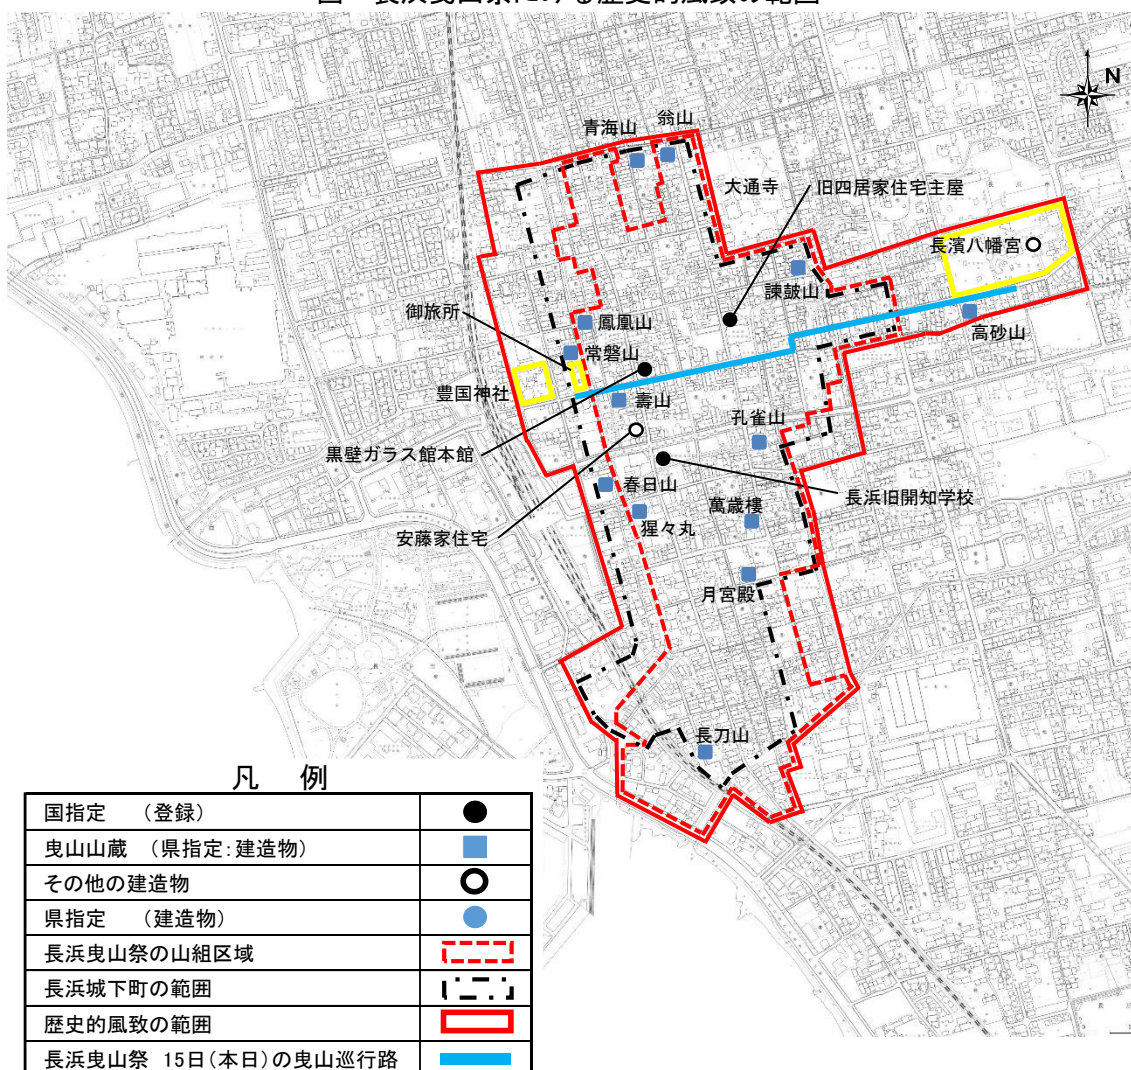 図　長浜曳山祭における歴史的風致の範囲
N
翁山
青海山
大通寺
旧四居家住宅主屋
長濱八幡宮
諫鼓山
御旅所
鳳凰山
高砂山
常磐山
豊国神社
壽山
孔雀山
黒壁ガラス館本館
春日山
長浜旧開知学校
萬歳樓
猩々丸
安藤家住宅
月宮殿
長刀山
凡　例
国指定　（登録）
曳山山蔵　（県指定：建造物）
その他の建造物
県指定　（建造物）
長浜曳山祭の山組区域
長浜城下町の範囲
歴史的風致の範囲
長浜曳山祭 15日（本日）の曳山巡行路